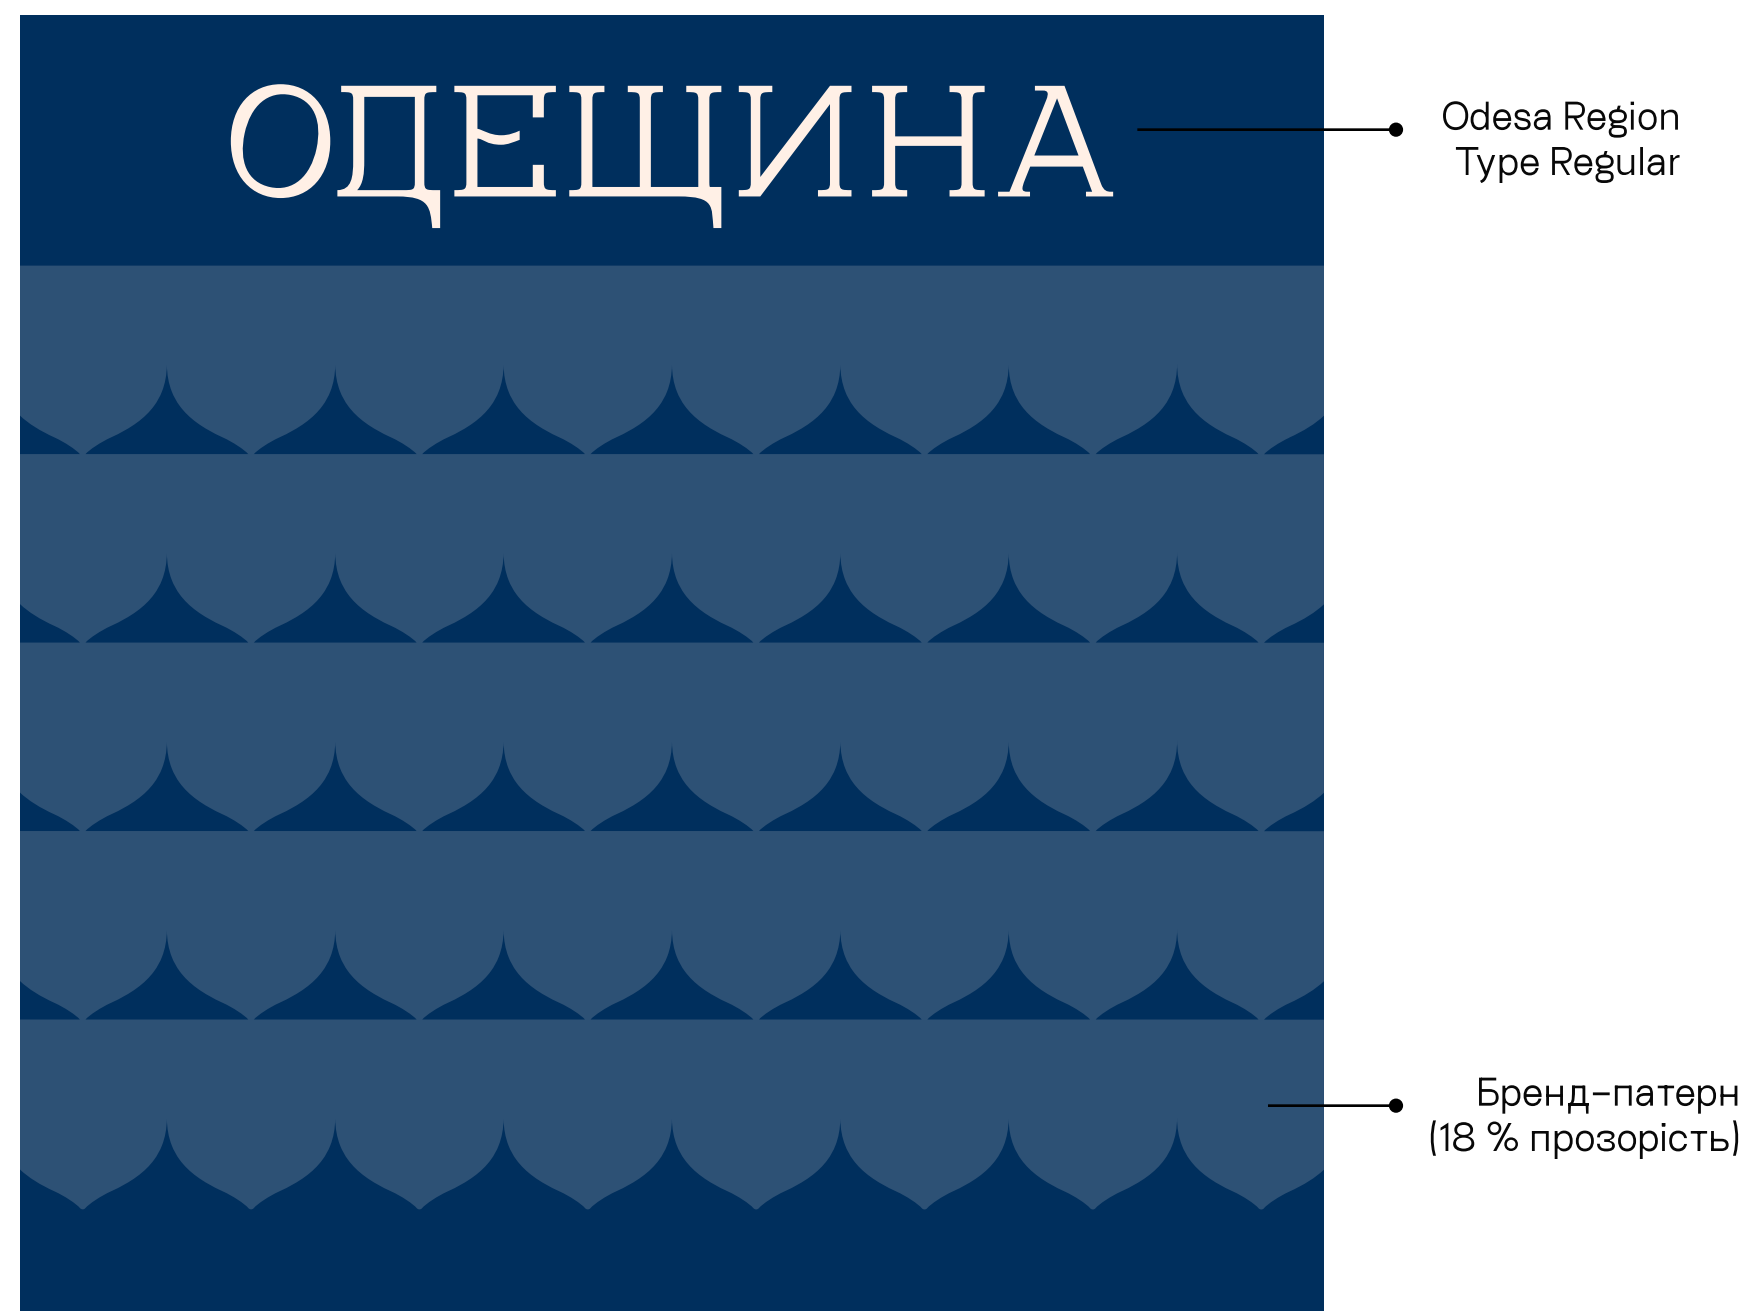 ОДЕЩИНА
Odesa Region
Type Regular
Бренд-патерн
(18 % прозорість)